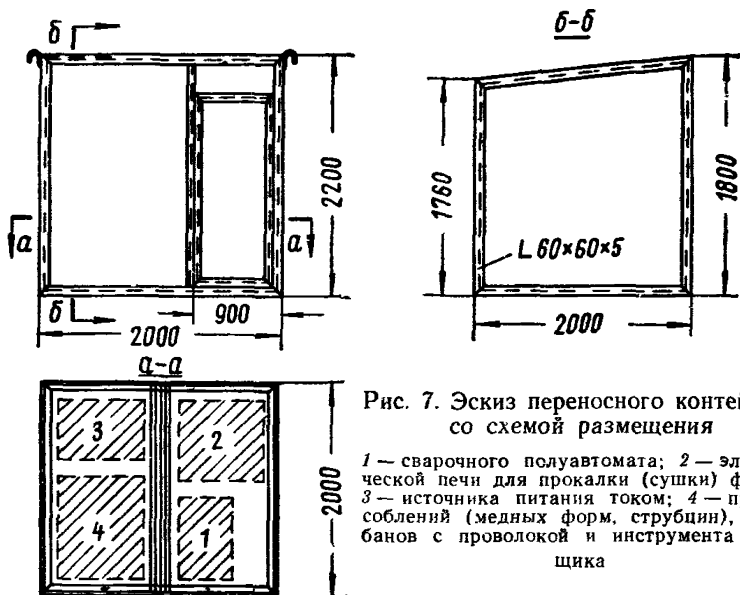 б б-б
2200 1760 1800
а а L 60×60×5
б 900
2000 2000
а-а
3 2
4 1
2000
Рис. 7. Эскиз переносного конте
со схемой размещения
1 — сварочного полуавтомата; 2 — эл
ческой печи для прокалки (сушки) ф
3 — источника питания током; 4 — п
соблений (медных форм, струбцин),
банов с проволокой и инструмента
щика